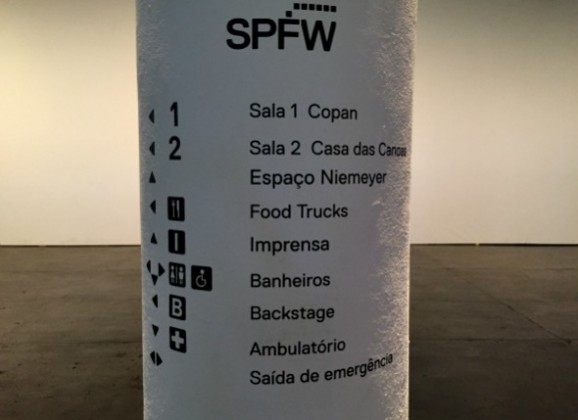 SPFW
1 Sala 1 Copan
2 Sala 2 Casa das Canoas
Espaço Niemeyer
Food Trucks
I Imprensa
Banheiros
B Backstage
Ambulatório
Saída de emergência